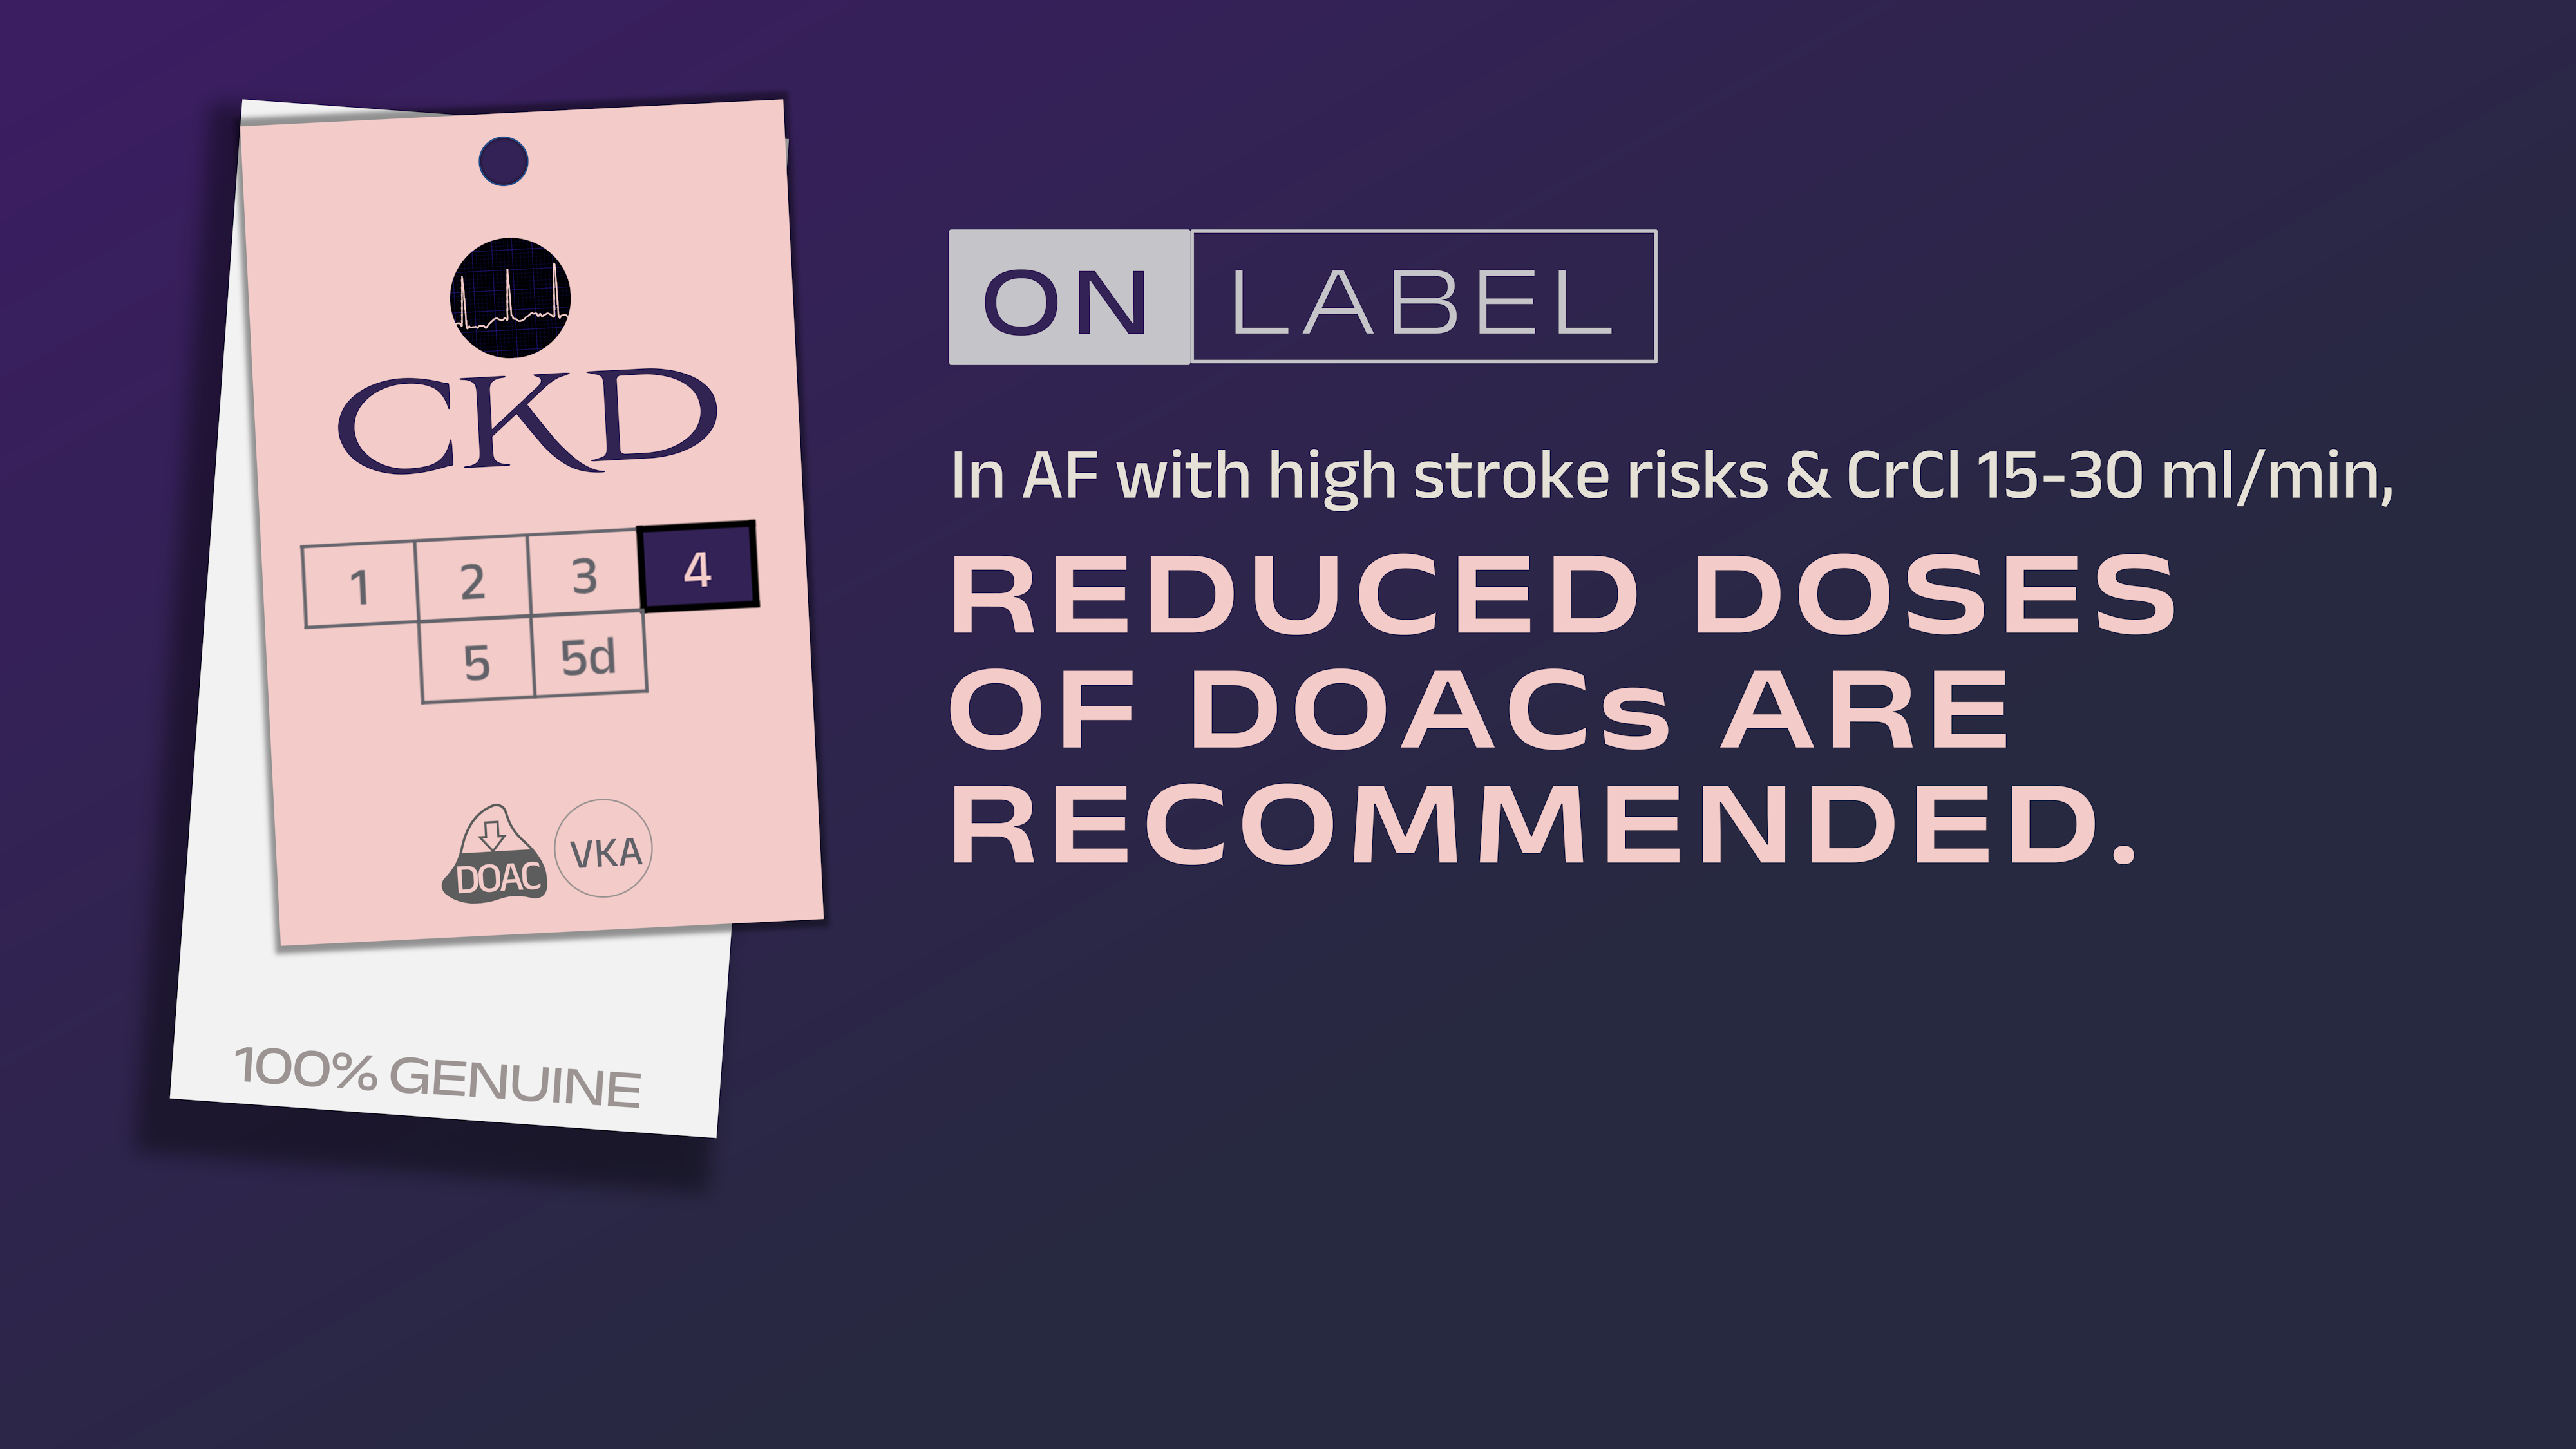 CKD
1 2 3 4
5 5d
DOAC VKA
100% GENUINE
ON LABEL
In AF with high stroke risks & CrCl 15-30 ml/min,
REDUCED DOSES
OF DOACs ARE
RECOMMENDED.